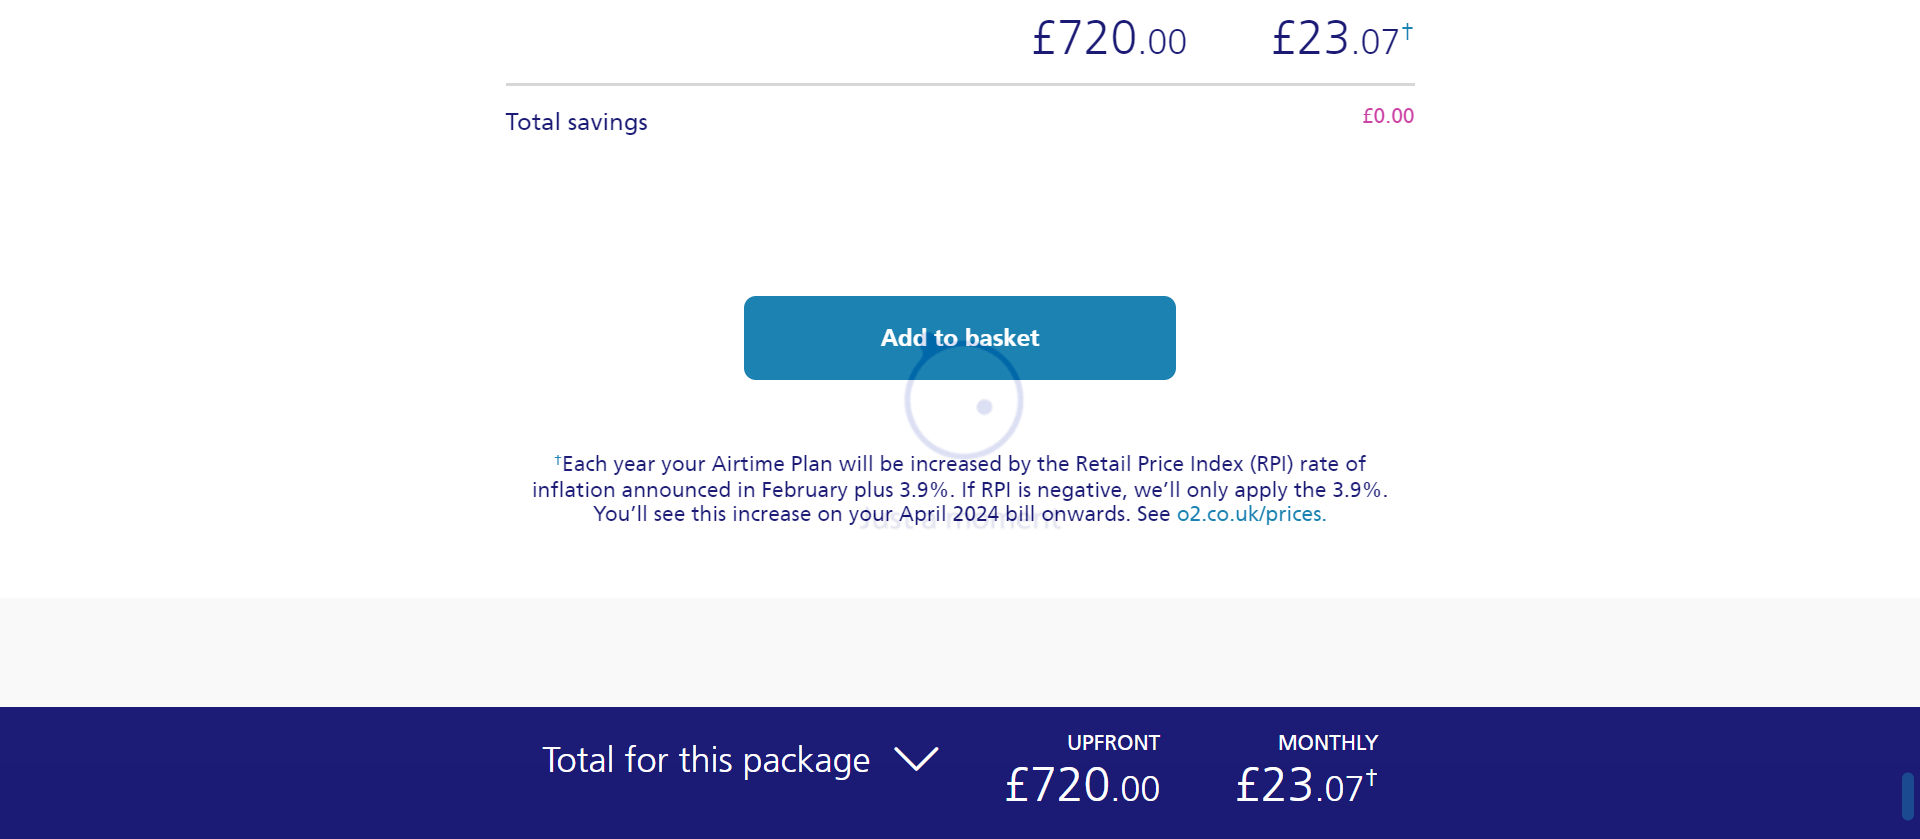 £720.00 £23.07†
Total savings £0.00
Add to basket
†Each year your Airtime Plan will be increased by the Retail Price Index (RPI) rate of
inflation announced in February plus 3.9%. If RPI is negative, we’ll only apply the 3.9%.
You’ll see this increase on your April 2024 bill onwards. See o2.co.uk/prices.
Just a moment
Total for this package
UPFRONT MONTHLY
£720.00 £23.07†